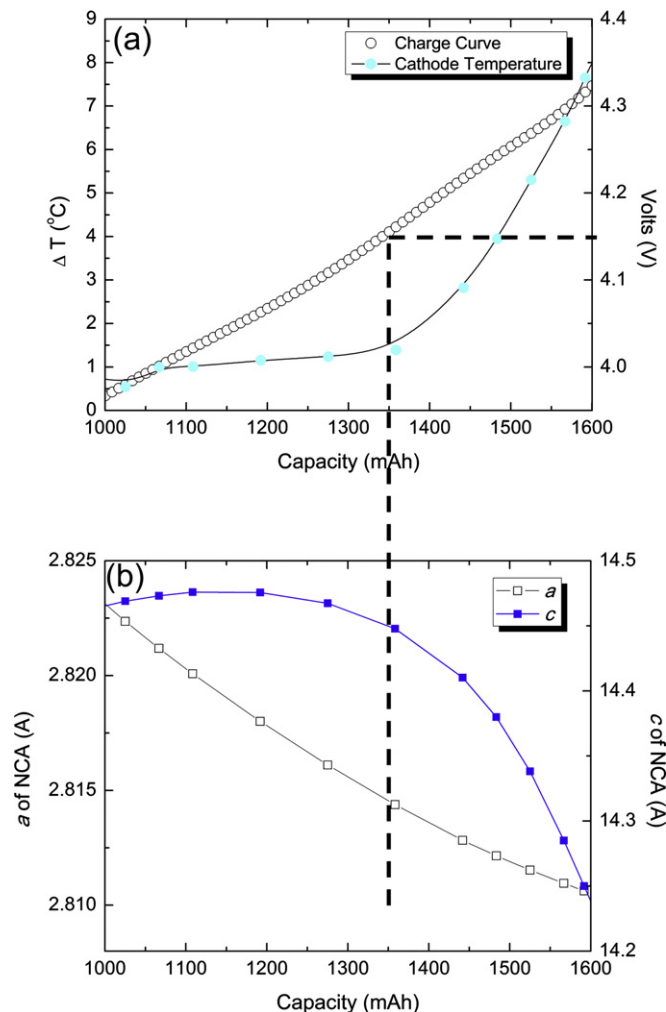 (a)
Charge Curve
Cathode Temperature
9
8
7
6
5
4
3
2
1
0
Δ T (°C)
4.4
4.3
4.2
4.1
4.0
Volts (V)
1000 1100 1200 1300 1400 1500 1600
Capacity (mAh)
(b)
a
c
2.825
2.820
2.815
2.810
a of NCA (A)
14.5
14.4
14.3
14.2
c of NCA (A)
1000 1100 1200 1300 1400 1500 1600
Capacity (mAh)